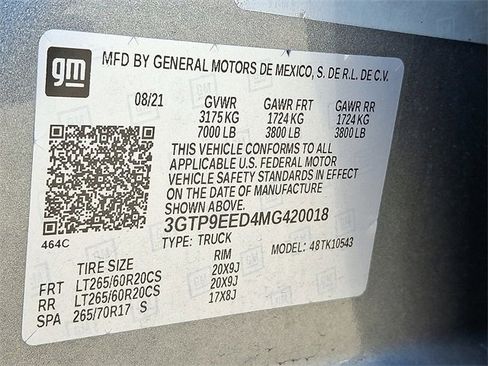 gm
MFD BY GENERAL MOTORS DE MEXICO, S. DE R.L. DE C.V.
08/21 GVWR GAWR FRT GAWR RR
3175 KG 1724 KG 1724 KG
7000 LB 3800 LB 3800 LB
THIS VEHICLE CONFORMS TO ALL
APPLICABLE U.S. FEDERAL MOTOR
VEHICLE SAFETY STANDARDS IN EFFECT
ON THE DATE OF MANUFACTURE
SHOWN ABOVE.
3GTP9EED4MG420018
464C TYPE: TRUCK MODEL: 48TK10543
TIRE SIZE RIM
FRT LT265/60R20CS 20X9J
RR LT265/60R20CS 20X9J
SPA 265/70R17 S 17X8J